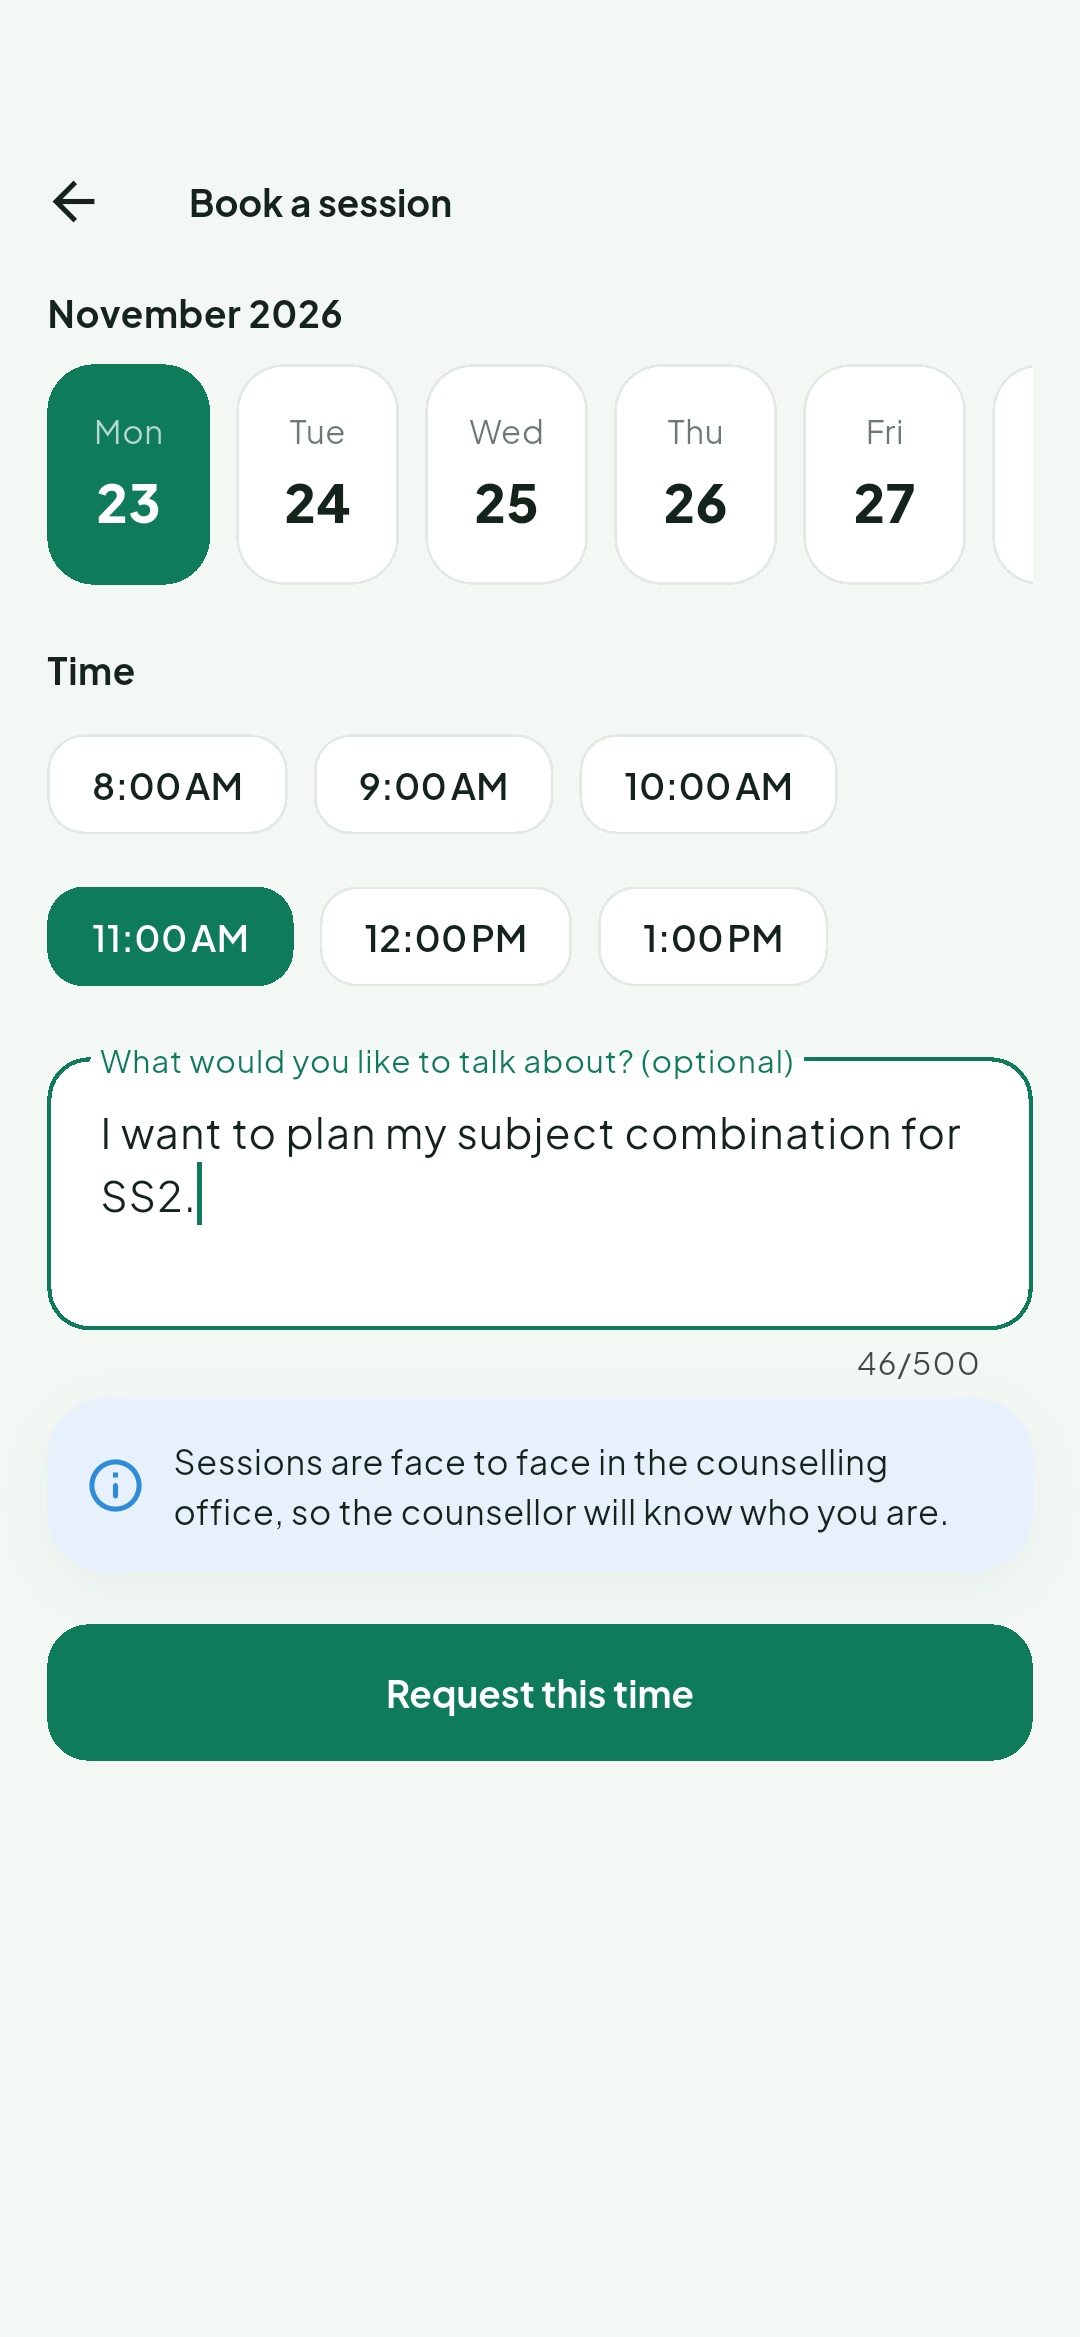 Book a session
November 2026
Mon Tue Wed Thu Fri
23 24 25 26 27
Time
8:00 AM 9:00 AM 10:00 AM
11:00 AM 12:00 PM 1:00 PM
What would you like to talk about? (optional)
I want to plan my subject combination for
SS2.
46/500
Sessions are face to face in the counselling
office, so the counsellor will know who you are.
Request this time